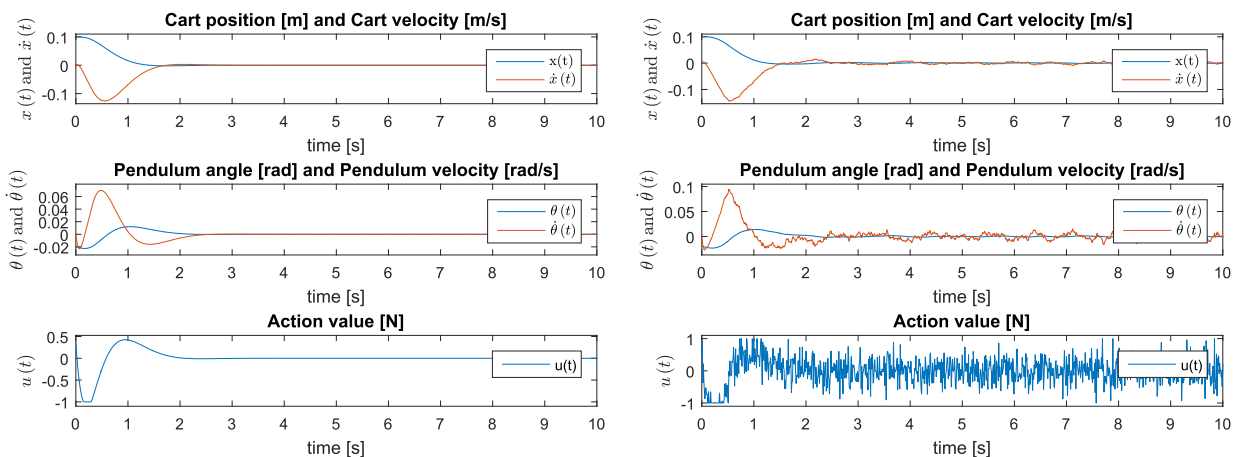 Cart position [m] and Cart velocity [m/s]
x (t) and ẋ (t)
0.1
0
-0.1
x(t)
ẋ (t)
0 1 2 3 4 5 6 7 8 9 10
time [s]
Pendulum angle [rad] and Pendulum velocity [rad/s]
θ (t) and θ̇ (t)
0.06
0.04
0.02
0
-0.02
θ (t)
θ̇ (t)
0 1 2 3 4 5 6 7 8 9 10
time [s]
Action value [N]
u (t)
0.5
0
-0.5
-1
u(t)
0 1 2 3 4 5 6 7 8 9 10
time [s]
Cart position [m] and Cart velocity [m/s]
x (t) and ẋ (t)
0.1
0
-0.1
x(t)
ẋ (t)
0 1 2 3 4 5 6 7 8 9 10
time [s]
Pendulum angle [rad] and Pendulum velocity [rad/s]
θ (t) and θ̇ (t)
0.1
0.05
0
θ (t)
θ̇ (t)
0 1 2 3 4 5 6 7 8 9 10
time [s]
Action value [N]
u (t)
1
0
-1
u(t)
0 1 2 3 4 5 6 7 8 9 10
time [s]